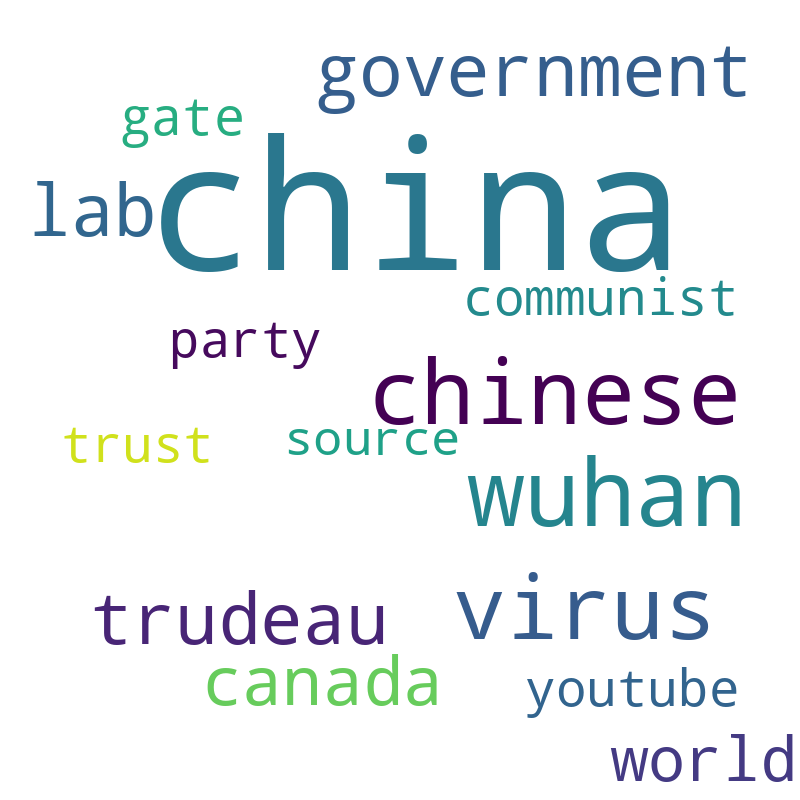 government
gate
china
lab
communist
party
chinese
trust
source
wuhan
virus
trudeau
canada
youtube
world